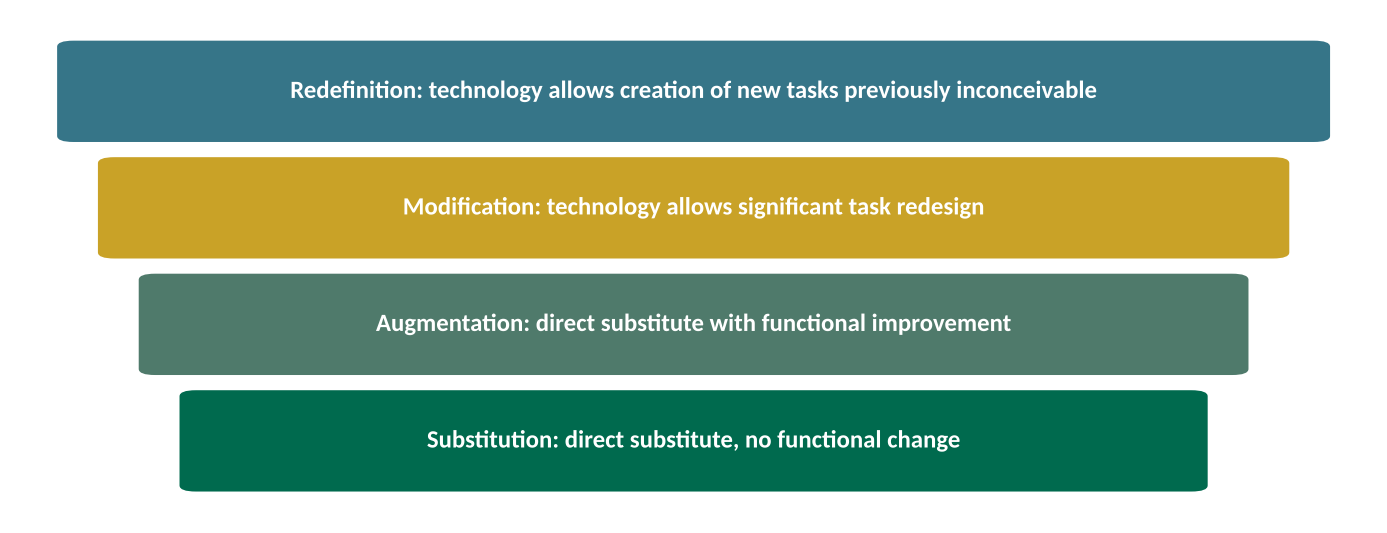 Redefinition: technology allows creation of new tasks previously inconceivable
Modification: technology allows significant task redesign
Augmentation: direct substitute with functional improvement
Substitution: direct substitute, no functional change